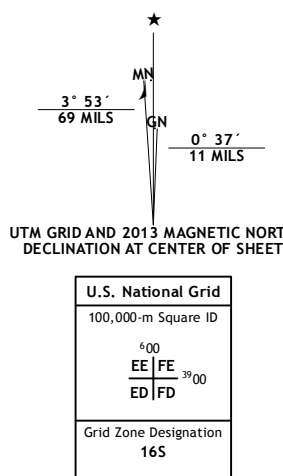 ★
MN
3° 53´
69 MILS
GN
0° 37´
11 MILS
UTM GRID AND 2013 MAGNETIC NORT
DECLINATION AT CENTER OF SHEET
U.S. National Grid
100,000-m Square ID
⁶00
EE FE
³⁹00
ED FD
Grid Zone Designation
16S